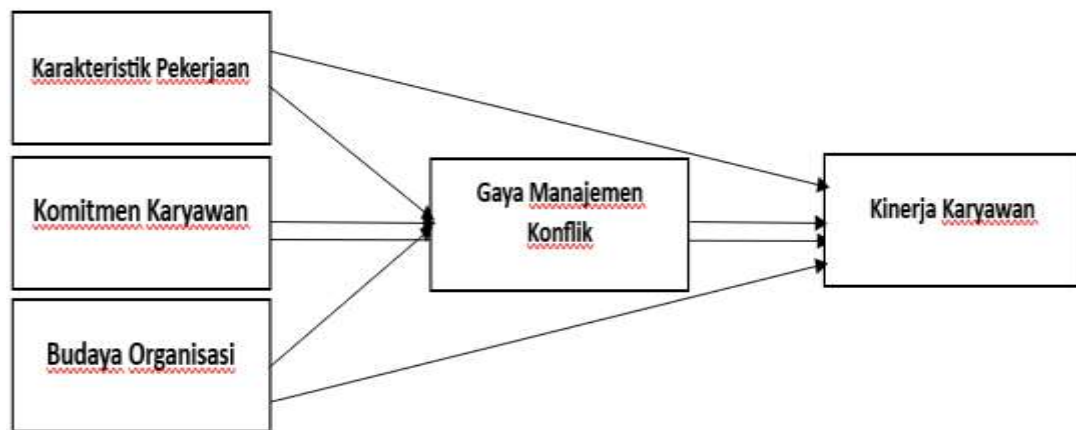 Karakteristik Pekerjaan
Komitmen Karyawan
Budaya Organisasi
Gaya Manajemen
Konflik
Kinerja Karyawan